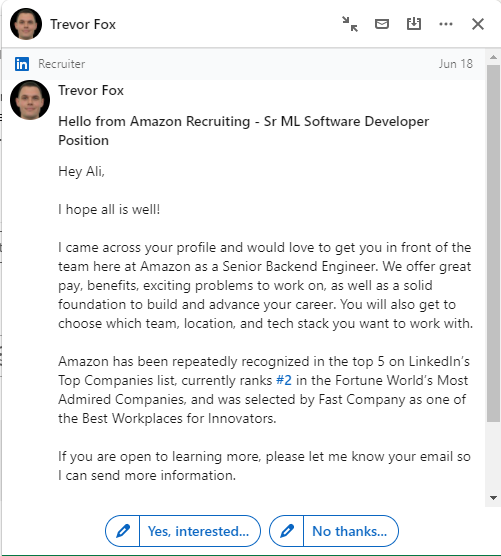 Trevor Fox
in Recruiter Jun 18
Trevor Fox
Hello from Amazon Recruiting - Sr ML Software Developer
Position
Hey Ali,
I hope all is well!
I came across your profile and would love to get you in front of the
team here at Amazon as a Senior Backend Engineer. We offer great
pay, benefits, exciting problems to work on, as well as a solid
foundation to build and advance your career. You will also get to
choose which team, location, and tech stack you want to work with.
Amazon has been repeatedly recognized in the top 5 on LinkedIn's
Top Companies list, currently ranks #2 in the Fortune World's Most
Admired Companies, and was selected by Fast Company as one of
the Best Workplaces for Innovators.
If you are open to learning more, please let me know your email so
I can send more information.
Yes, interested... No thanks...